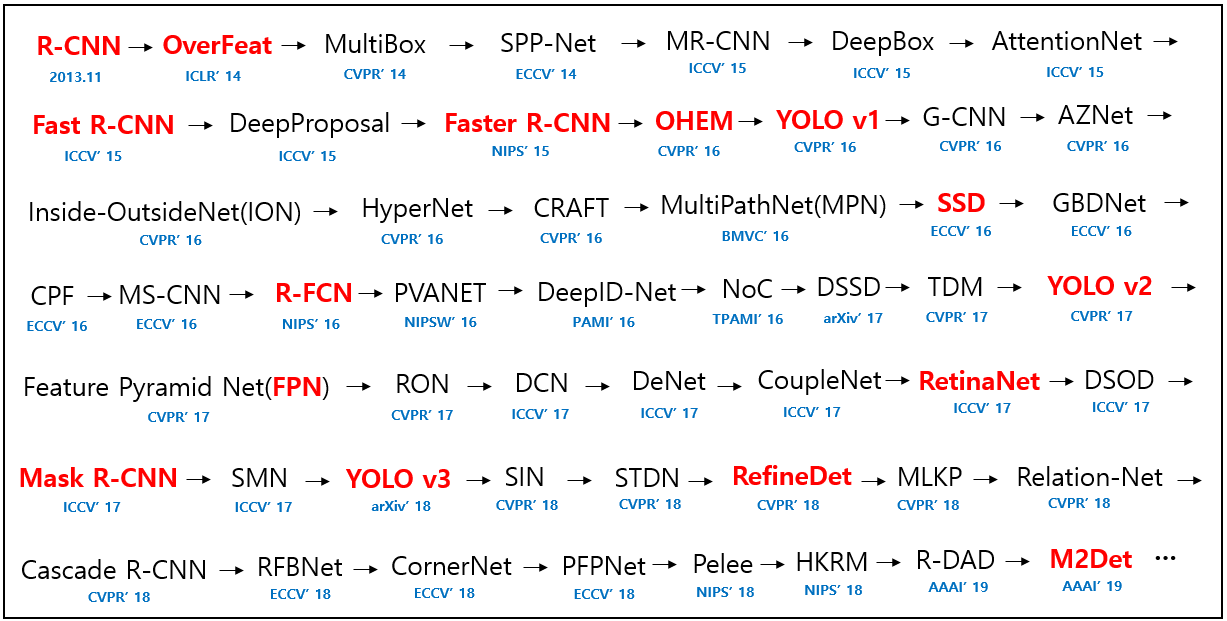 R-CNN → OverFeat → MultiBox → SPP-Net → MR-CNN → DeepBox → AttentionNet →
2013.11 ICLR’ 14 CVPR’ 14 ECCV’ 14 ICCV’ 15 ICCV’ 15 ICCV’ 15
Fast R-CNN → DeepProposal → Faster R-CNN → OHEM → YOLO v1 → G-CNN → AZNet →
ICCV’ 15 ICCV’ 15 NIPS’ 15 CVPR’ 16 CVPR’ 16 CVPR’ 16 CVPR’ 16
Inside-OutsideNet(ION) → HyperNet → CRAFT → MultiPathNet(MPN) → SSD → GBDNet →
CVPR’ 16 CVPR’ 16 CVPR’ 16 BMVC’ 16 ECCV’ 16 ECCV’ 16
CPF → MS-CNN → R-FCN → PVANET → DeepID-Net → NoC → DSSD → TDM → YOLO v2 →
ECCV’ 16 ECCV’ 16 NIPS’ 16 NIPSW’ 16 PAMI’ 16 TPAMI’ 16 arXiv’ 17 CVPR’ 17 CVPR’ 17
Feature Pyramid Net(FPN) → RON → DCN → DeNet → CoupleNet → RetinaNet → DSOD →
CVPR’ 17 CVPR’ 17 ICCV’ 17 ICCV’ 17 ICCV’ 17 ICCV’ 17 ICCV’ 17
Mask R-CNN → SMN → YOLO v3 → SIN → STDN → RefineDet → MLKP → Relation-Net →
ICCV’ 17 ICCV’ 17 arXiv’ 18 CVPR’ 18 CVPR’ 18 CVPR’ 18 CVPR’ 18 CVPR’ 18
Cascade R-CNN → RFBNet → CornerNet → PFPNet → Pelee → HKRM → R-DAD → M2Det ···
CVPR’ 18 ECCV’ 18 ECCV’ 18 ECCV’ 18 NIPS’ 18 NIPS’ 18 AAAI’ 19 AAAI’ 19